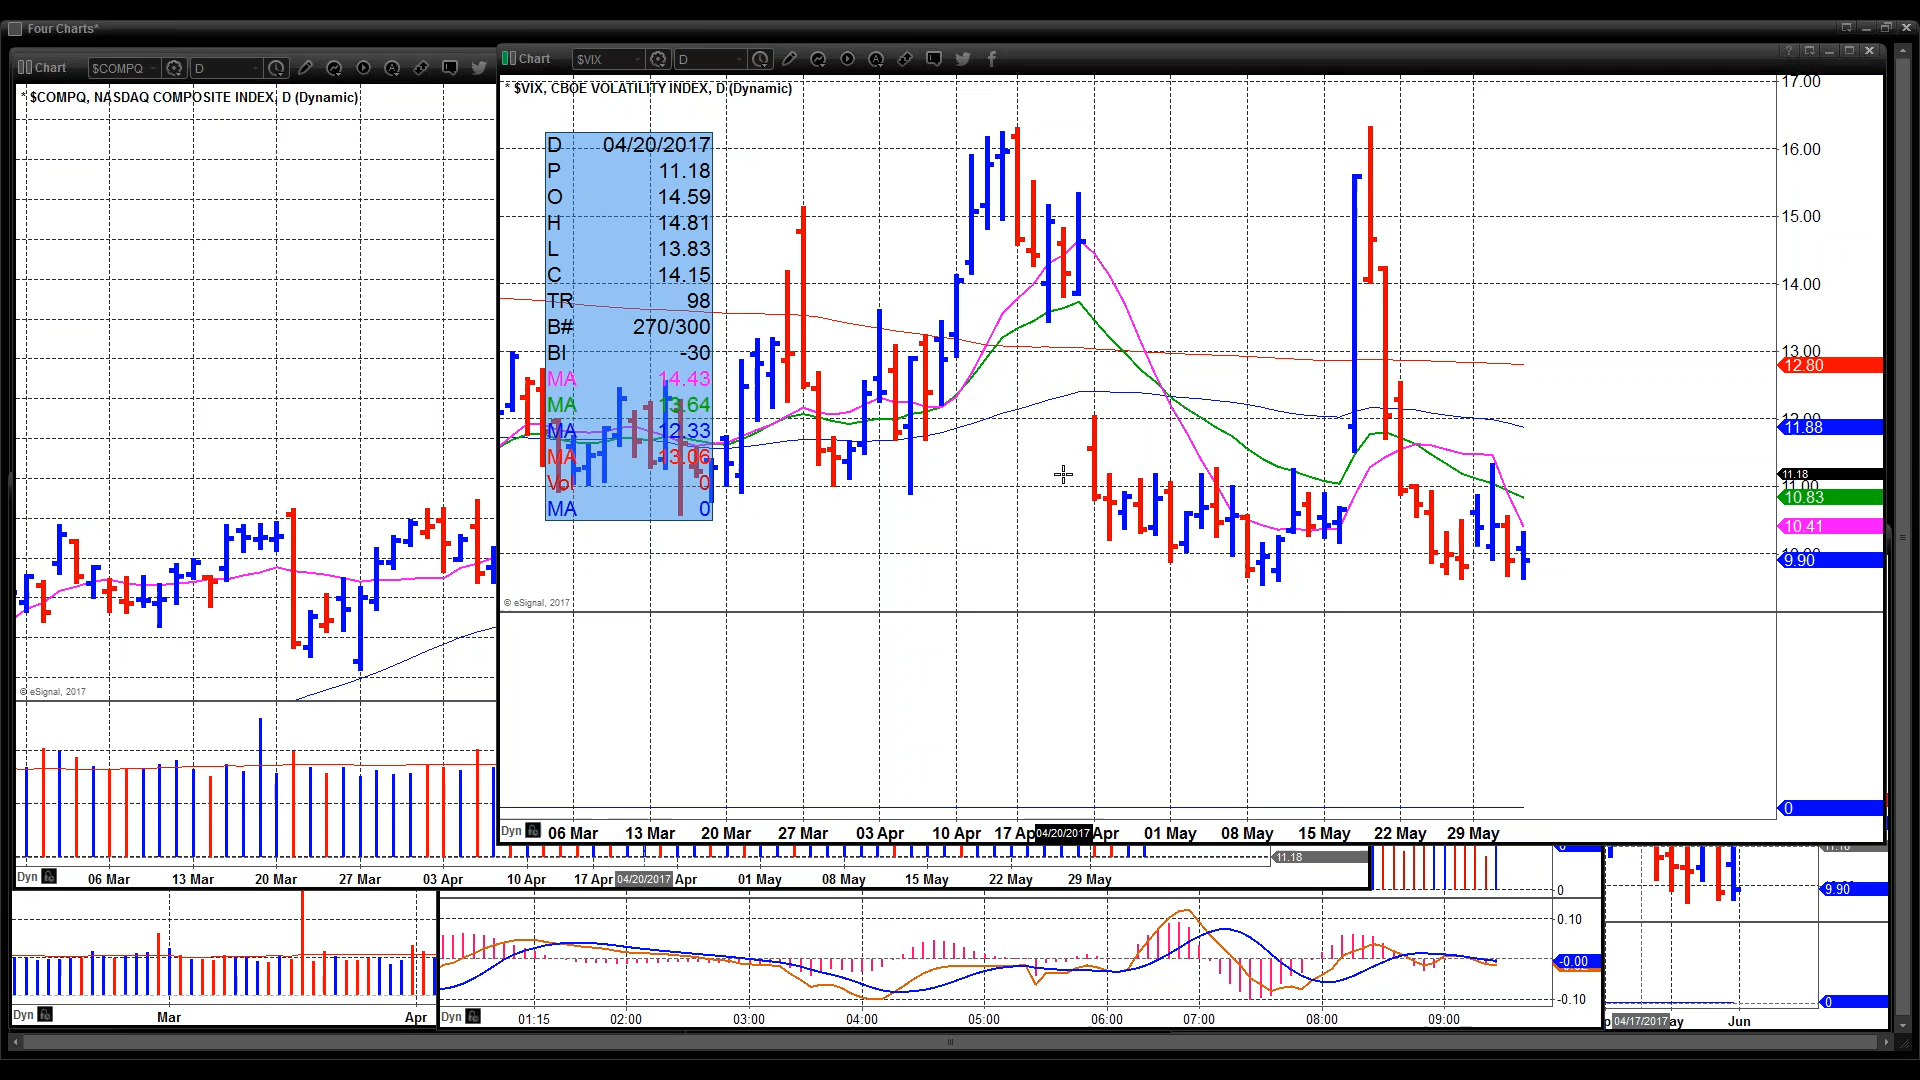 Four Charts*
Chart $COMPQ D
Chart $VIX D
* $COMPQ, NASDAQ COMPOSITE INDEX, D (Dynamic)
* $VIX, CBOE VOLATILITY INDEX, D (Dynamic)
D 04/20/2017
P 11.18
O 14.59
H 14.81
L 13.83
C 14.15
TR 98
B# 270/300
BI -30
MA 14.43
MA 13.64
MA 12.33
MA 13.06
Vol 0
MA 0
17.00
16.00
15.00
14.00
13.00
12.80
12.00
11.88
11.18
11.00
10.83
10.41
10.00
9.90
0
© eSignal, 2017
© eSignal, 2017
Dyn 06 Mar 13 Mar 20 Mar 27 Mar 03 Apr 10 Apr 17 Ap 04/20/2017 Apr 01 May 08 May 15 May 22 May 29 May
11.18
Dyn 06 Mar 13 Mar 20 Mar 27 Mar 03 Apr 10 Apr 17 Apr 04/20/2017 Apr 01 May 08 May 15 May 22 May 29 May
0
9.90
0.10
-0.00
-0.10
0
Dyn Mar Apr
Dyn 01:15 02:00 03:00 04:00 05:00 06:00 07:00 08:00 09:00
04/17/2017 ay Jun